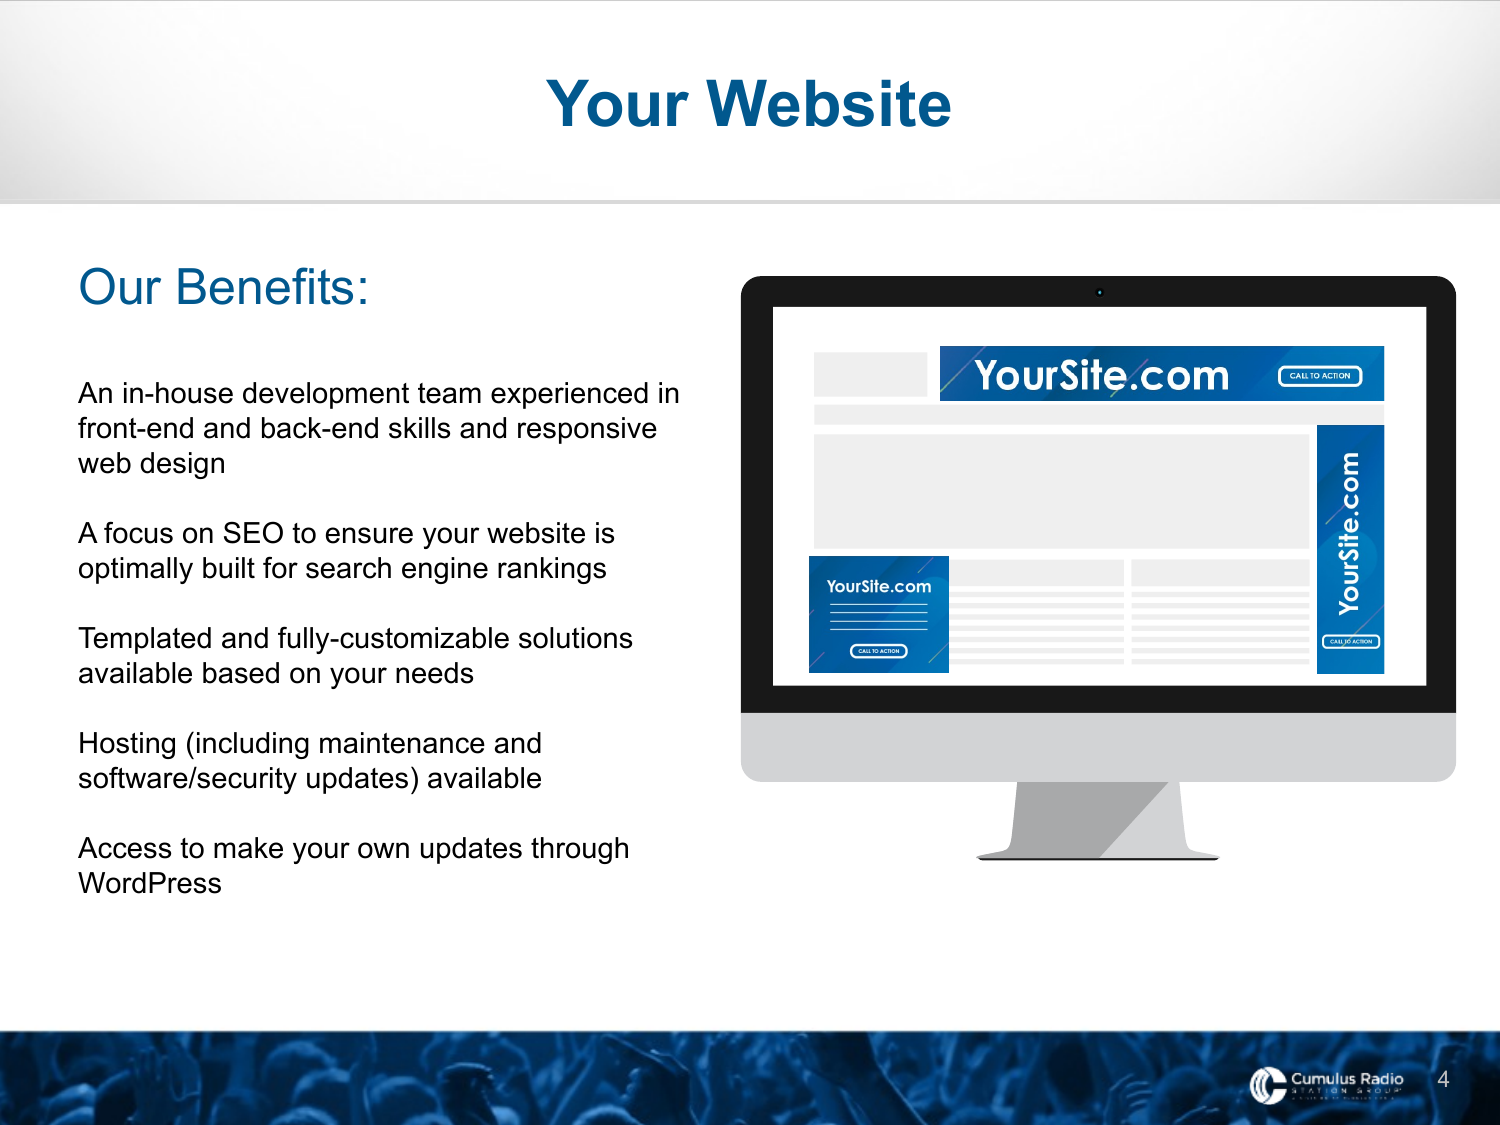 Your Website
Our Benefits:
An in-house development team experienced in
front-end and back-end skills and responsive
web design
A focus on SEO to ensure your website is
optimally built for search engine rankings
Templated and fully-customizable solutions
available based on your needs
Hosting (including maintenance and
software/security updates) available
Access to make your own updates through
WordPress
YourSite.com
CALL TO ACTION
YourSite.com
CALL TO ACTION
YourSite.com
CALL TO ACTION
Cumulus Radio
STATION GROUP
4